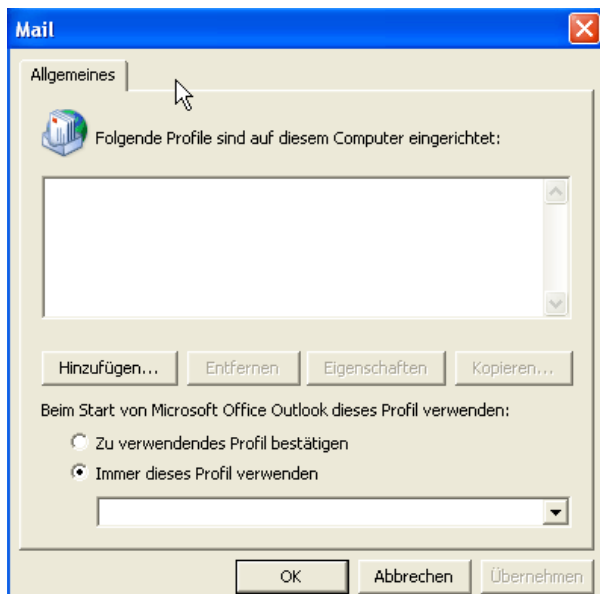 Mail
Allgemeines
Folgende Profile sind auf diesem Computer eingerichtet:
Hinzufügen... Entfernen Eigenschaften Kopieren...
Beim Start von Microsoft Office Outlook dieses Profil verwenden:
Zu verwendendes Profil bestätigen
Immer dieses Profil verwenden
OK Abbrechen Übernehmen